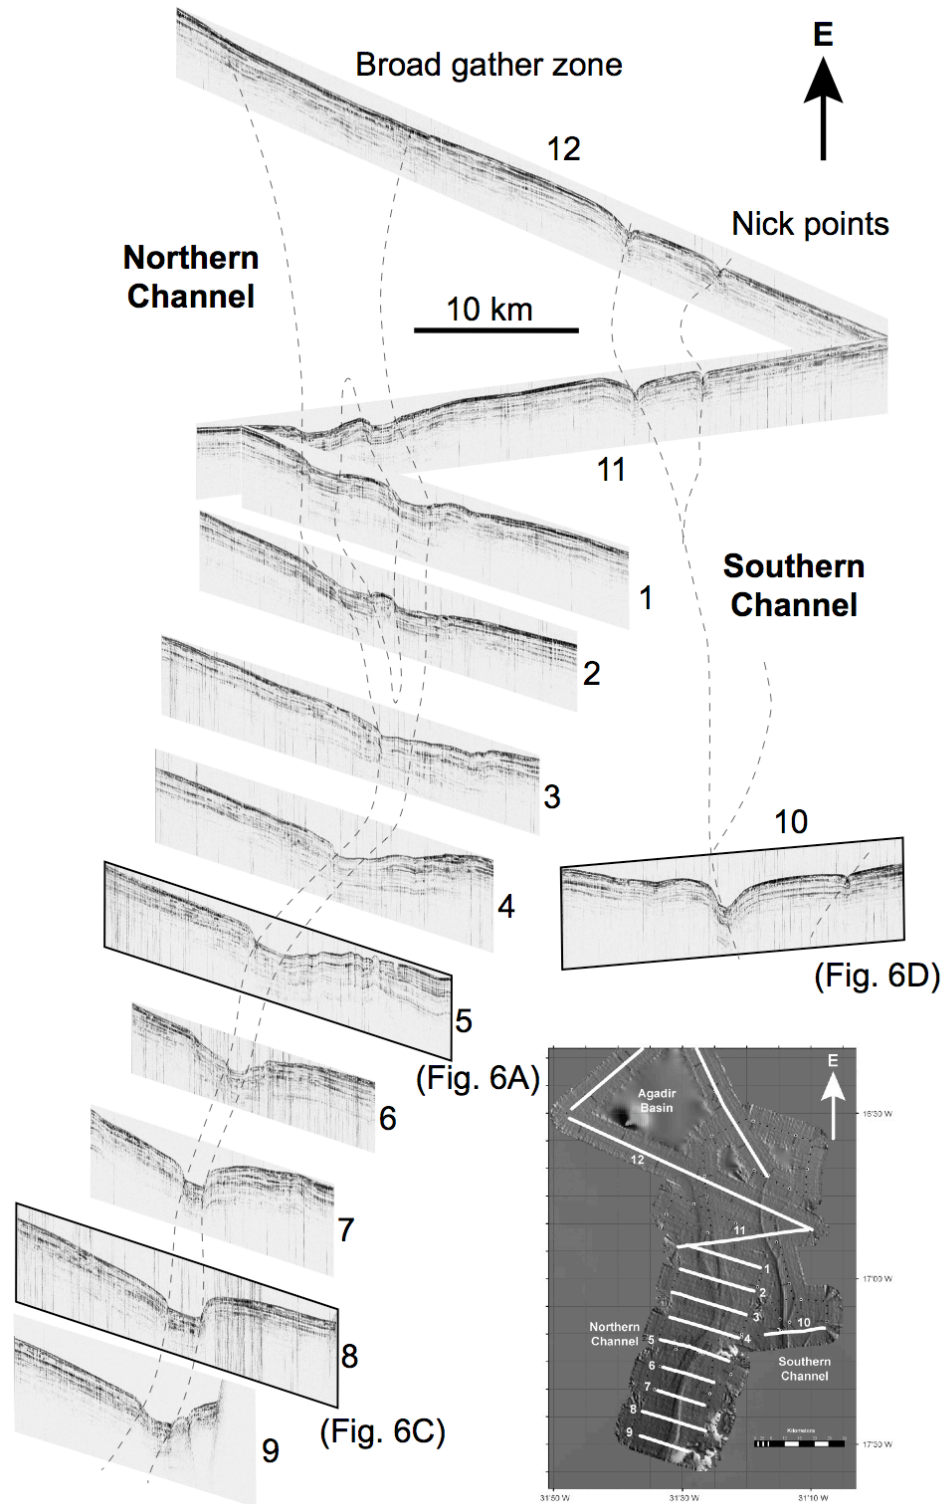 E
Broad gather zone
12
Nick points
Northern
Channel
10 km
11
1
Southern
Channel
2
3
10
4
(Fig. 6D)
5
(Fig. 6A)
6
7
8
(Fig. 6C)
9
E
Agadir
Basin
16'30
12
11
1
17'00
2
3
10
Northern
Channel
5
4
Southern
Channel
6
7
8
Kilometers
9
17'30
31'50 W
31'30 W
31'10 W